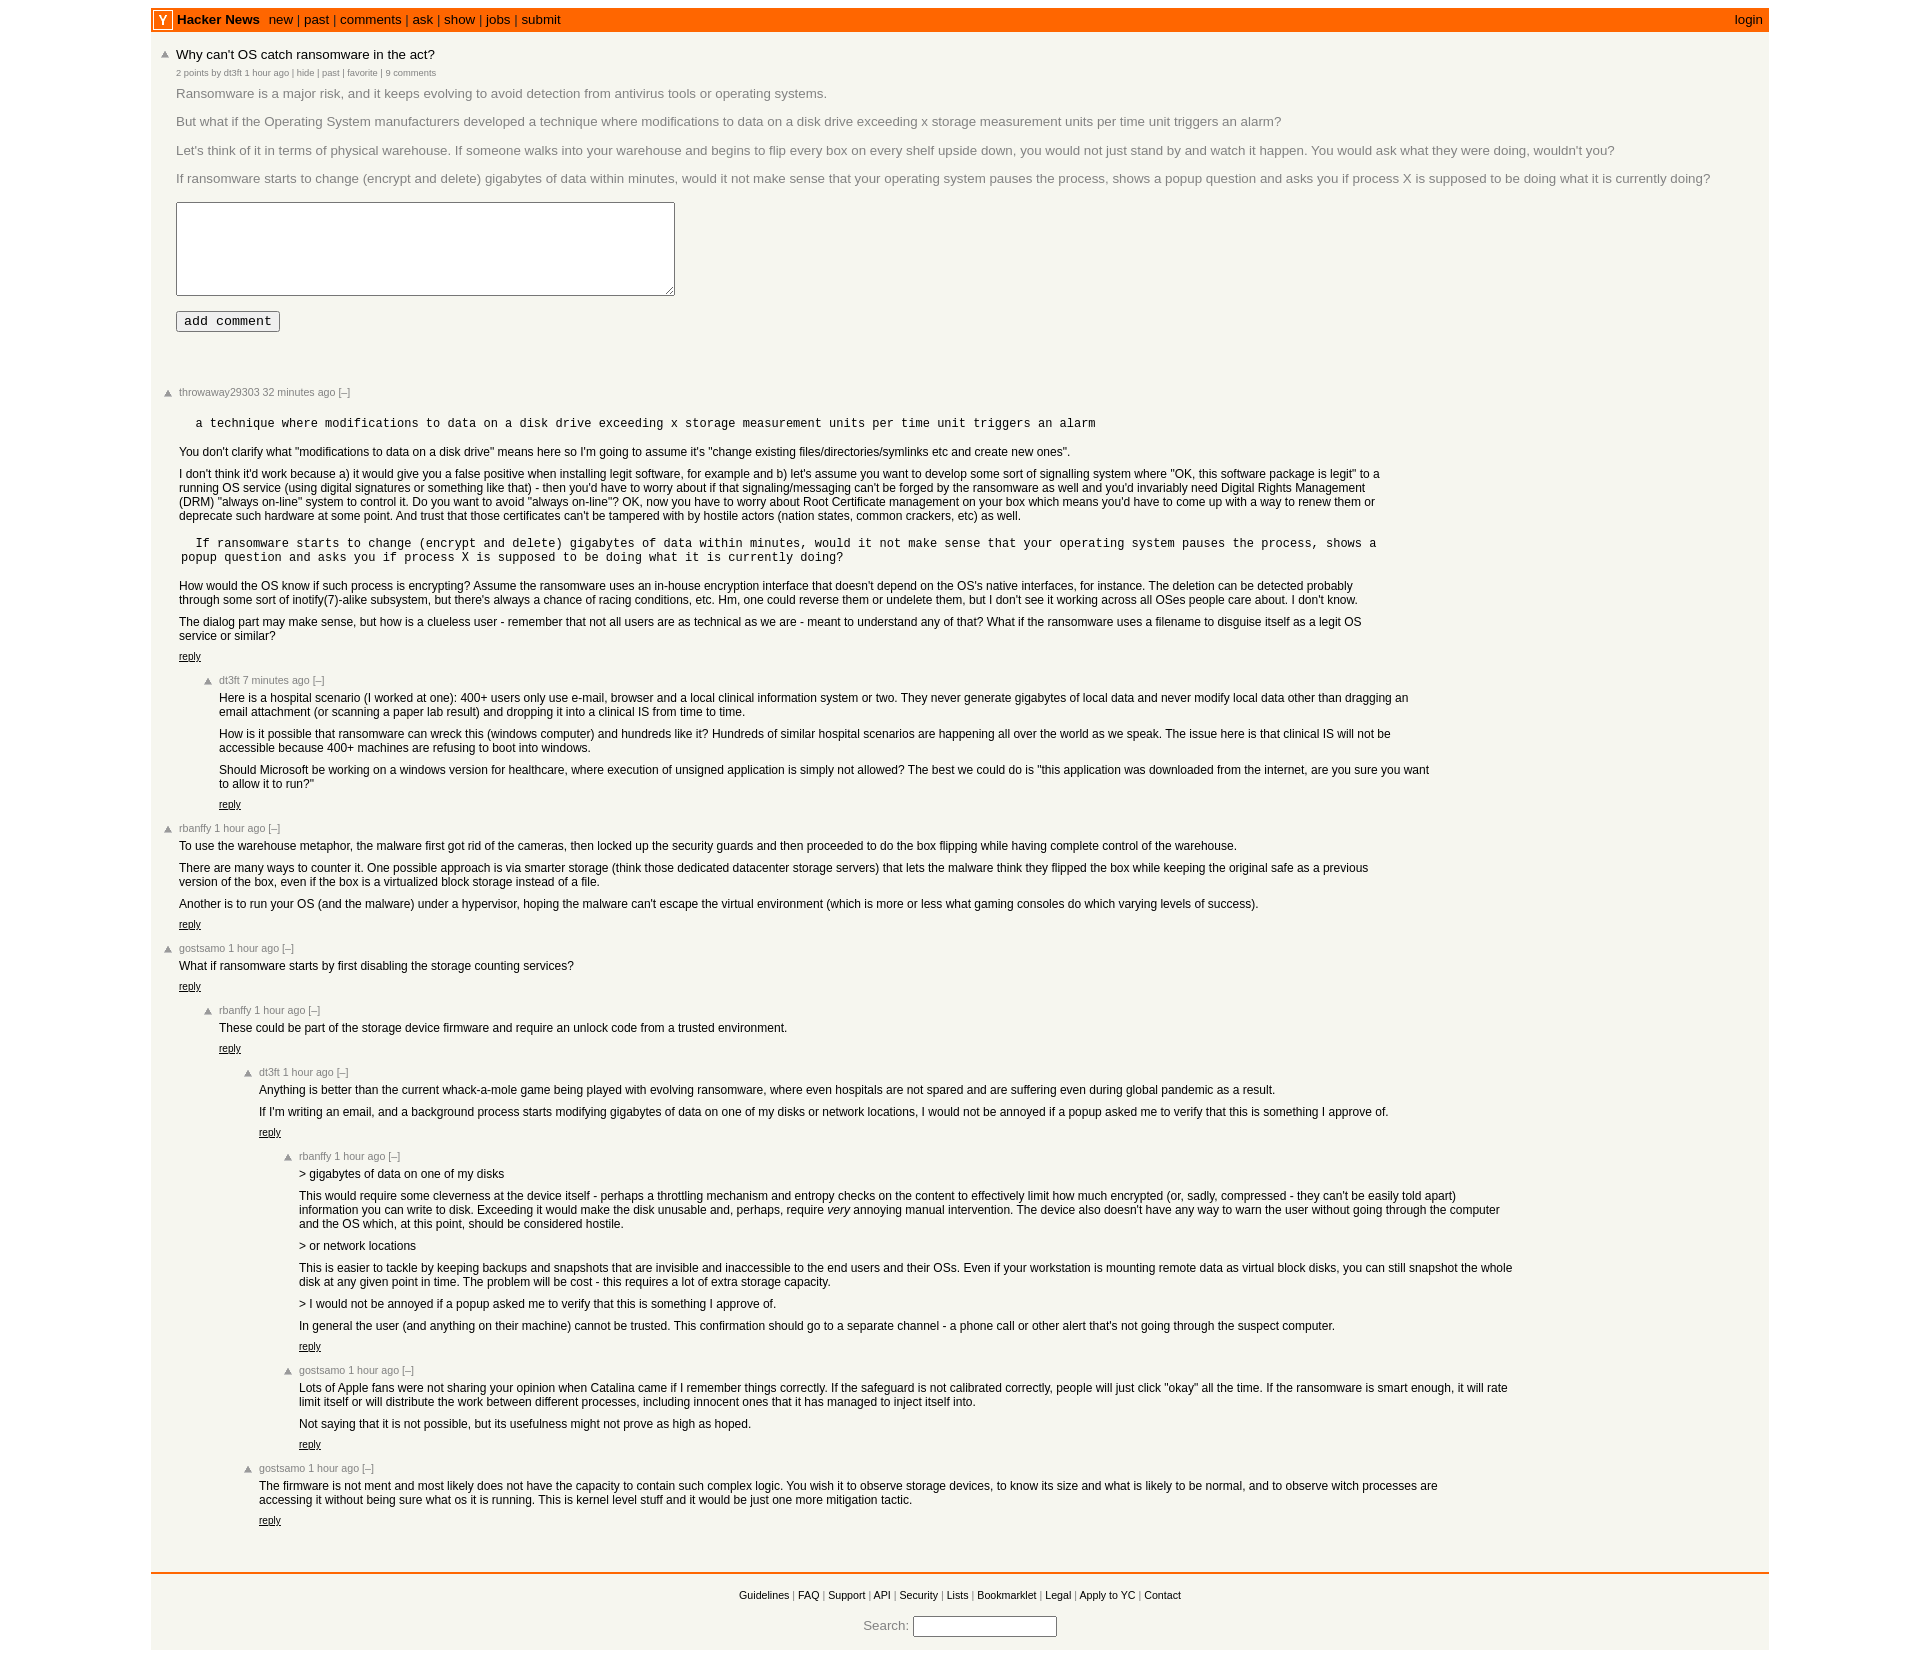 Y Hacker News new | past | comments | ask | show | jobs | submit login
Why can't OS catch ransomware in the act?
2 points by dt3ft 1 hour ago | hide | past | favorite | 9 comments
Ransomware is a major risk, and it keeps evolving to avoid detection from antivirus tools or operating systems.
But what if the Operating System manufacturers developed a technique where modifications to data on a disk drive exceeding x storage measurement units per time unit triggers an alarm?
Let's think of it in terms of physical warehouse. If someone walks into your warehouse and begins to flip every box on every shelf upside down, you would not just stand by and watch it happen. You would ask what they were doing, wouldn't you?
If ransomware starts to change (encrypt and delete) gigabytes of data within minutes, would it not make sense that your operating system pauses the process, shows a popup question and asks you if process X is supposed to be doing what it is currently doing?
add comment
throwaway29303 32 minutes ago [–]
a technique where modifications to data on a disk drive exceeding x storage measurement units per time unit triggers an alarm
You don't clarify what "modifications to data on a disk drive" means here so I'm going to assume it's "change existing files/directories/symlinks etc and create new ones".
I don't think it'd work because a) it would give you a false positive when installing legit software, for example and b) let's assume you want to develop some sort of signalling system where "OK, this software package is legit" to a
running OS service (using digital signatures or something like that) - then you'd have to worry about if that signaling/messaging can't be forged by the ransomware as well and you'd invariably need Digital Rights Management
(DRM) "always on-line" system to control it. Do you want to avoid "always on-line"? OK, now you have to worry about Root Certificate management on your box which means you'd have to come up with a way to renew them or
deprecate such hardware at some point. And trust that those certificates can't be tampered with by hostile actors (nation states, common crackers, etc) as well.
If ransomware starts to change (encrypt and delete) gigabytes of data within minutes, would it not make sense that your operating system pauses the process, shows a
popup question and asks you if process X is supposed to be doing what it is currently doing?
How would the OS know if such process is encrypting? Assume the ransomware uses an in-house encryption interface that doesn't depend on the OS's native interfaces, for instance. The deletion can be detected probably
through some sort of inotify(7)-alike subsystem, but there's always a chance of racing conditions, etc. Hm, one could reverse them or undelete them, but I don't see it working across all OSes people care about. I don't know.
The dialog part may make sense, but how is a clueless user - remember that not all users are as technical as we are - meant to understand any of that? What if the ransomware uses a filename to disguise itself as a legit OS
service or similar?
reply
dt3ft 7 minutes ago [–]
Here is a hospital scenario (I worked at one): 400+ users only use e-mail, browser and a local clinical information system or two. They never generate gigabytes of local data and never modify local data other than dragging an
email attachment (or scanning a paper lab result) and dropping it into a clinical IS from time to time.
How is it possible that ransomware can wreck this (windows computer) and hundreds like it? Hundreds of similar hospital scenarios are happening all over the world as we speak. The issue here is that clinical IS will not be
accessible because 400+ machines are refusing to boot into windows.
Should Microsoft be working on a windows version for healthcare, where execution of unsigned application is simply not allowed? The best we could do is "this application was downloaded from the internet, are you sure you want
to allow it to run?"
reply
rbanffy 1 hour ago [–]
To use the warehouse metaphor, the malware first got rid of the cameras, then locked up the security guards and then proceeded to do the box flipping while having complete control of the warehouse.
There are many ways to counter it. One possible approach is via smarter storage (think those dedicated datacenter storage servers) that lets the malware think they flipped the box while keeping the original safe as a previous
version of the box, even if the box is a virtualized block storage instead of a file.
Another is to run your OS (and the malware) under a hypervisor, hoping the malware can't escape the virtual environment (which is more or less what gaming consoles do which varying levels of success).
reply
gostsamo 1 hour ago [–]
What if ransomware starts by first disabling the storage counting services?
reply
rbanffy 1 hour ago [–]
These could be part of the storage device firmware and require an unlock code from a trusted environment.
reply
dt3ft 1 hour ago [–]
Anything is better than the current whack-a-mole game being played with evolving ransomware, where even hospitals are not spared and are suffering even during global pandemic as a result.
If I'm writing an email, and a background process starts modifying gigabytes of data on one of my disks or network locations, I would not be annoyed if a popup asked me to verify that this is something I approve of.
reply
rbanffy 1 hour ago [–]
> gigabytes of data on one of my disks
This would require some cleverness at the device itself - perhaps a throttling mechanism and entropy checks on the content to effectively limit how much encrypted (or, sadly, compressed - they can't be easily told apart)
information you can write to disk. Exceeding it would make the disk unusable and, perhaps, require very annoying manual intervention. The device also doesn't have any way to warn the user without going through the computer
and the OS which, at this point, should be considered hostile.
> or network locations
This is easier to tackle by keeping backups and snapshots that are invisible and inaccessible to the end users and their OSs. Even if your workstation is mounting remote data as virtual block disks, you can still snapshot the whole
disk at any given point in time. The problem will be cost - this requires a lot of extra storage capacity.
> I would not be annoyed if a popup asked me to verify that this is something I approve of.
In general the user (and anything on their machine) cannot be trusted. This confirmation should go to a separate channel - a phone call or other alert that's not going through the suspect computer.
reply
gostsamo 1 hour ago [–]
Lots of Apple fans were not sharing your opinion when Catalina came if I remember things correctly. If the safeguard is not calibrated correctly, people will just click "okay" all the time. If the ransomware is smart enough, it will rate
limit itself or will distribute the work between different processes, including innocent ones that it has managed to inject itself into.
Not saying that it is not possible, but its usefulness might not prove as high as hoped.
reply
gostsamo 1 hour ago [–]
The firmware is not ment and most likely does not have the capacity to contain such complex logic. You wish it to observe storage devices, to know its size and what is likely to be normal, and to observe witch processes are
accessing it without being sure what os it is running. This is kernel level stuff and it would be just one more mitigation tactic.
reply
Guidelines | FAQ | Support | API | Security | Lists | Bookmarklet | Legal | Apply to YC | Contact
Search: